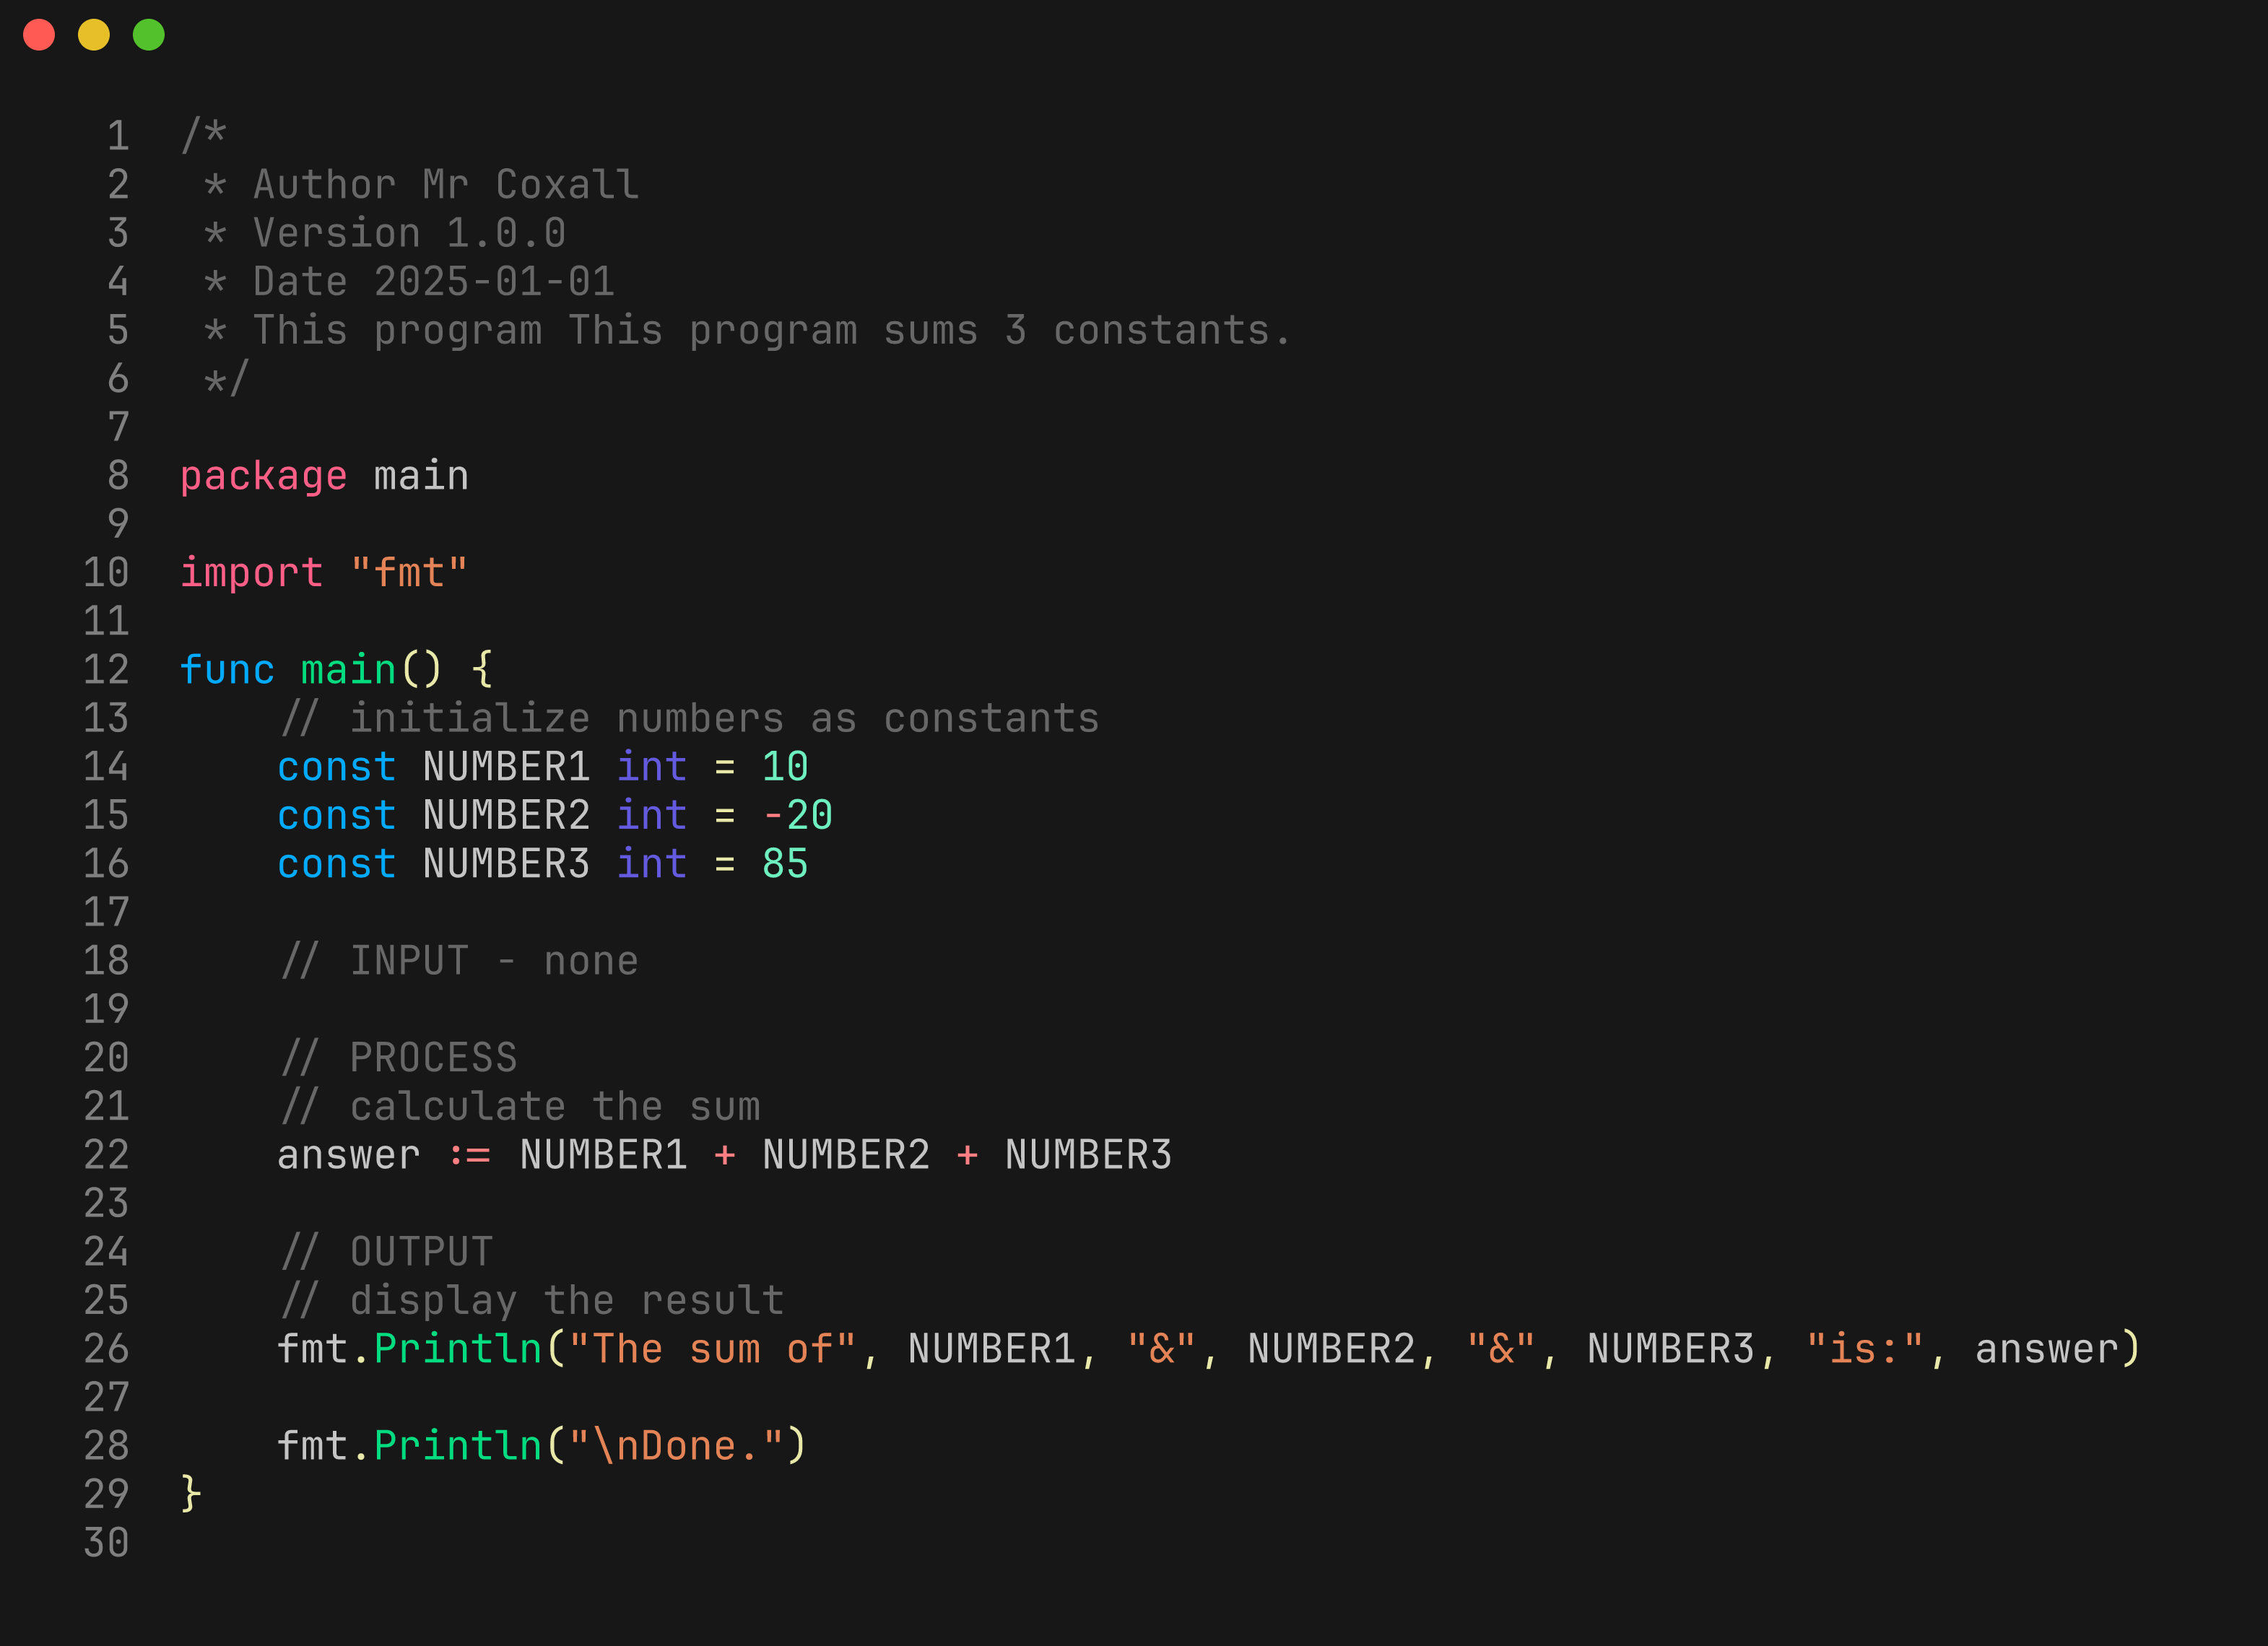 1 /*
2  * Author Mr Coxall
3  * Version 1.0.0
4  * Date 2025-01-01
5  * This program This program sums 3 constants.
6  */
7
8 package main
9
10 import "fmt"
11
12 func main() {
13     // initialize numbers as constants
14     const NUMBER1 int = 10
15     const NUMBER2 int = -20
16     const NUMBER3 int = 85
17
18     // INPUT - none
19
20     // PROCESS
21     // calculate the sum
22     answer := NUMBER1 + NUMBER2 + NUMBER3
23
24     // OUTPUT
25     // display the result
26     fmt.Println("The sum of", NUMBER1, "&", NUMBER2, "&", NUMBER3, "is:", answer)
27
28     fmt.Println("\nDone.")
29 }
30